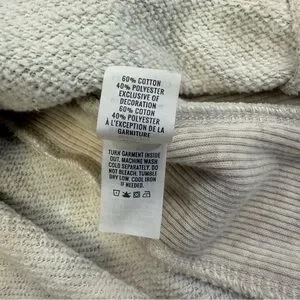 60% COTTON
40% POLYESTER
EXCLUSIVE OF
DECORATION
60% COTON
40% POLYESTER
À L'EXCEPTION DE LA
GARNITURE
TURN GARMENT INSIDE
OUT. MACHINE WASH
COLD SEPARATELY. DO
NOT BLEACH. TUMBLE
DRY LOW. COOL IRON
IF NEEDED.